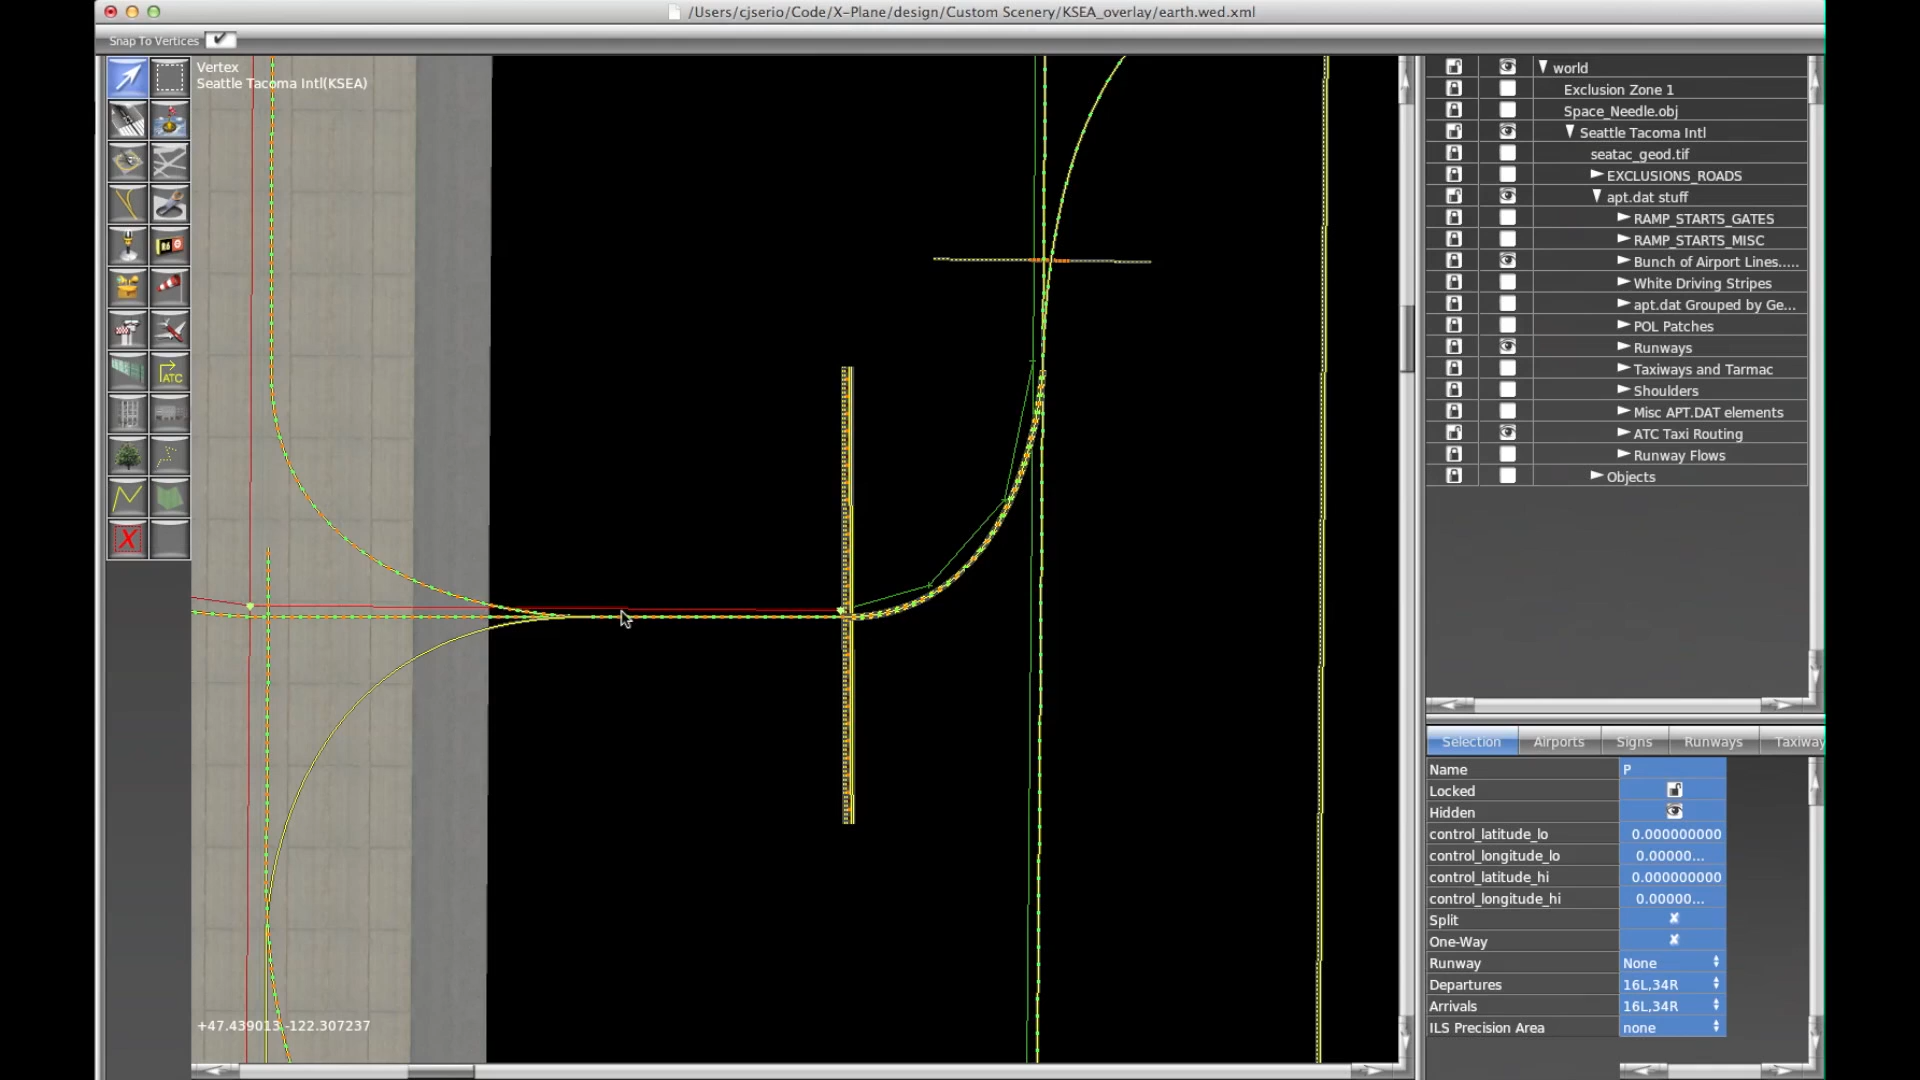 /Users/cjserio/Code/X-Plane/design/Custom Scenery/KSEA_overlay/earth.wed.xml
Snap To Vertices
Vertex
Seattle Tacoma Intl(KSEA)
ATC
X
+47.439013 -122.307237
world
Exclusion Zone 1
Space_Needle.obj
Seattle Tacoma Intl
seatac_geod.tif
EXCLUSIONS_ROADS
apt.dat stuff
RAMP_STARTS_GATES
RAMP_STARTS_MISC
Bunch of Airport Lines.....
White Driving Stripes
apt.dat Grouped by Ge...
POL Patches
Runways
Taxiways and Tarmac
Shoulders
Misc APT.DAT elements
ATC Taxi Routing
Runway Flows
Objects
Selection Airports Signs Runways Taxiway
Name P
Locked
Hidden
control_latitude_lo 0.000000000
control_longitude_lo 0.00000...
control_latitude_hi 0.000000000
control_longitude_hi 0.00000...
Split
One-Way
Runway None
Departures 16L,34R
Arrivals 16L,34R
ILS Precision Area none